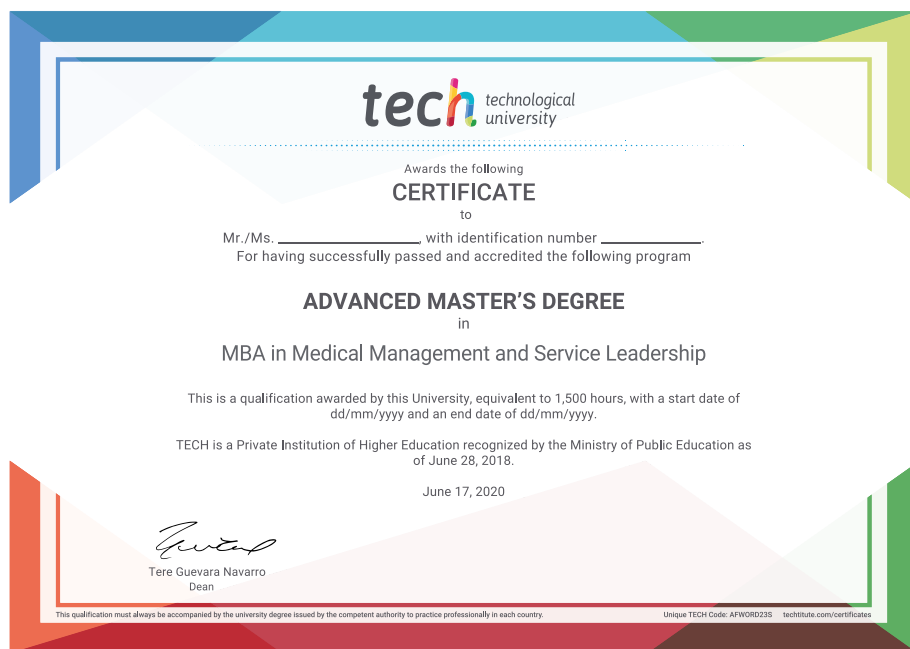 tech technological
university
Awards the following
CERTIFICATE
to
Mr./Ms. ____________, with identification number ____________.
For having successfully passed and accredited the following program
ADVANCED MASTER'S DEGREE
in
MBA in Medical Management and Service Leadership
This is a qualification awarded by this University, equivalent to 1,500 hours, with a start date of
dd/mm/yyyy and an end date of dd/mm/yyyy.
TECH is a Private Institution of Higher Education recognized by the Ministry of Public Education as
of June 28, 2018.
June 17, 2020
Tere Guevara Navarro
Dean
This qualification must always be accompanied by the university degree issued by the competent authority to practice professionally in each country.
Unique TECH Code: AFWORD23S techtitute.com/certificates